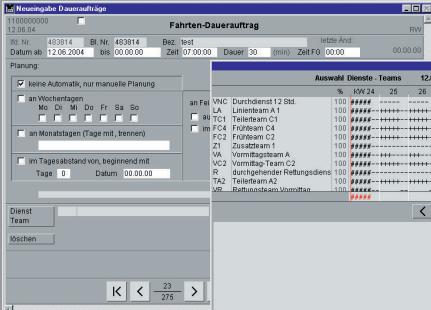 Neueingabe Daueraufträge
1100000000
12.06.04
Fahrten-Dauerauftrag
RW
lfz. Nr. 483814 Bl. Nr. 483814 Bez. test
letzte Änd:
Datum ab 12.06.2004 bis 00.00.00 Zeit 07:00:00 Dauer 30 (min) Zeit FG 00:00
00.00.00
Planung:
keine Automatik, nur manuelle Planung
an Wochentagen
Mo Di Mi Do Fr Sa So
an Monatstagen (Tage mit , trennen)
im Tagesabstand von, beginnend mit
Tage 0 Datum 00.00.00
an Fei
au
im
Dienst
Team
löschen
23
275
Auswahl Dienste - Teams 12.
% KW 24 25 26
VNC Durchdienst 12 Std. 100 ##### ----- -----
LA Linienteam A 1 100
TC1 Teilerteam C1 100
FC4 Frühteam C4 100
FC2 Früh Team C2 100
Z1 Zusatzteam 1 100
VA Vormittagsteam A 100
VC2 Vormittag-Team C2 100
R durchgehender Rettungsdiens 100
TA2 Teilerteam A2 100
VR Rettungsteam Vormittag 100
#####